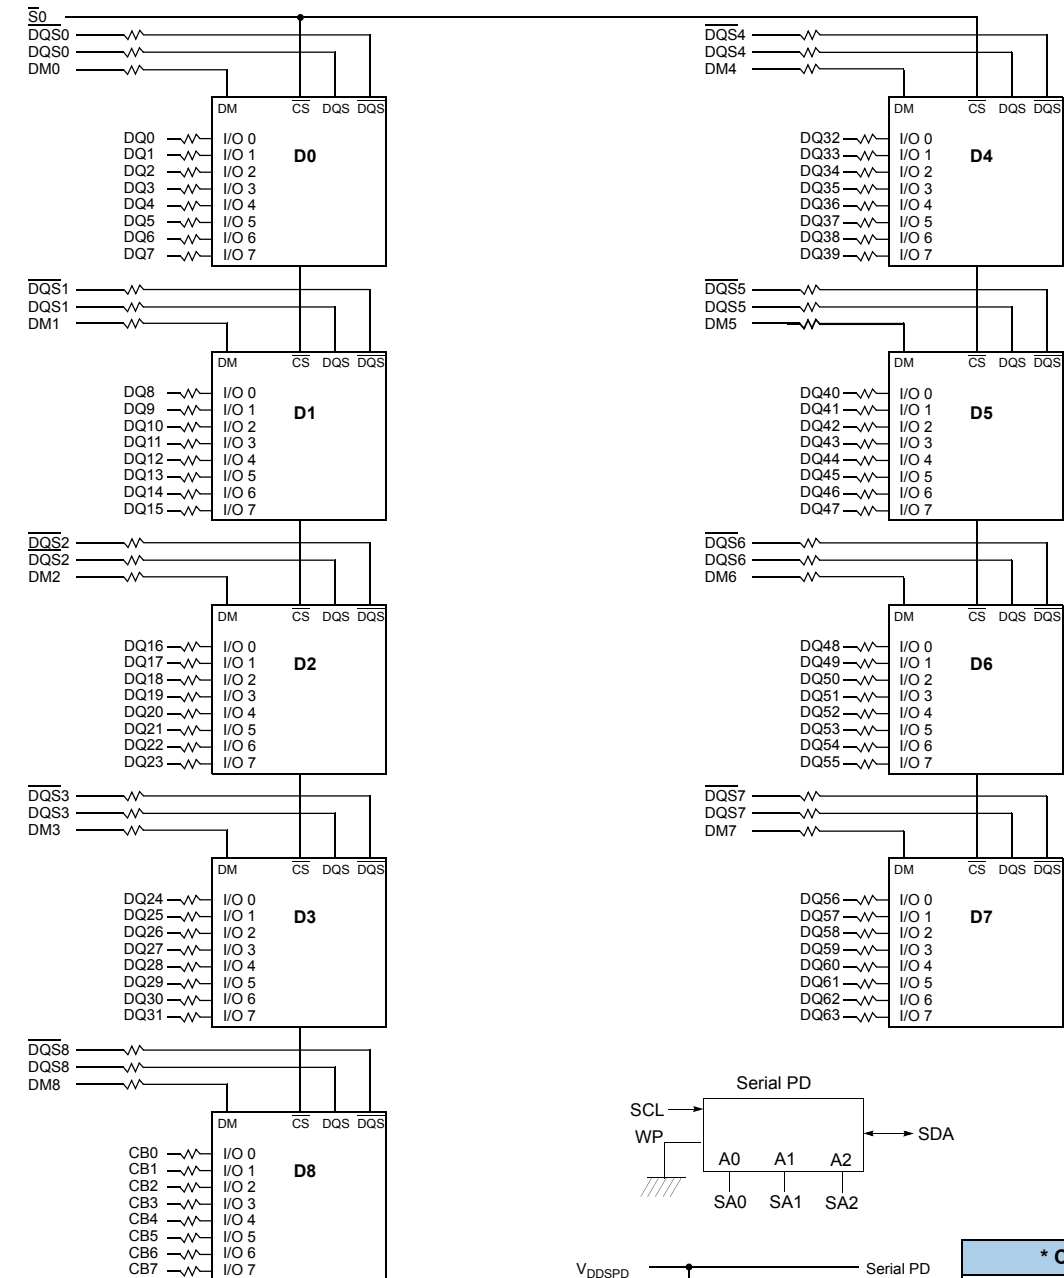 S0
DQS0
DQS0
DM0
DM CS DQS DQS
DQ0 I/O 0
DQ1 I/O 1 D0
DQ2 I/O 2
DQ3 I/O 3
DQ4 I/O 4
DQ5 I/O 5
DQ6 I/O 6
DQ7 I/O 7
DQS1
DQS1
DM1
DM CS DQS DQS
DQ8 I/O 0
DQ9 I/O 1 D1
DQ10 I/O 2
DQ11 I/O 3
DQ12 I/O 4
DQ13 I/O 5
DQ14 I/O 6
DQ15 I/O 7
DQS2
DQS2
DM2
DM CS DQS DQS
DQ16 I/O 0
DQ17 I/O 1 D2
DQ18 I/O 2
DQ19 I/O 3
DQ20 I/O 4
DQ21 I/O 5
DQ22 I/O 6
DQ23 I/O 7
DQS3
DQS3
DM3
DM CS DQS DQS
DQ24 I/O 0
DQ25 I/O 1 D3
DQ26 I/O 2
DQ27 I/O 3
DQ28 I/O 4
DQ29 I/O 5
DQ30 I/O 6
DQ31 I/O 7
DQS8
DQS8
DM8
DM CS DQS DQS
CB0 I/O 0
CB1 I/O 1 D8
CB2 I/O 2
CB3 I/O 3
CB4 I/O 4
CB5 I/O 5
CB6 I/O 6
CB7 I/O 7
DQS4
DQS4
DM4
DM CS DQS DQS
DQ32 I/O 0
DQ33 I/O 1 D4
DQ34 I/O 2
DQ35 I/O 3
DQ36 I/O 4
DQ37 I/O 5
DQ38 I/O 6
DQ39 I/O 7
DQS5
DQS5
DM5
DM CS DQS DQS
DQ40 I/O 0
DQ41 I/O 1 D5
DQ42 I/O 2
DQ43 I/O 3
DQ44 I/O 4
DQ45 I/O 5
DQ46 I/O 6
DQ47 I/O 7
DQS6
DQS6
DM6
DM CS DQS DQS
DQ48 I/O 0
DQ49 I/O 1 D6
DQ50 I/O 2
DQ51 I/O 3
DQ52 I/O 4
DQ53 I/O 5
DQ54 I/O 6
DQ55 I/O 7
DQS7
DQS7
DM7
DM CS DQS DQS
DQ56 I/O 0
DQ57 I/O 1 D7
DQ58 I/O 2
DQ59 I/O 3
DQ60 I/O 4
DQ61 I/O 5
DQ62 I/O 6
DQ63 I/O 7
Serial PD
SCL
WP SDA
A0 A1 A2
SA0 SA1 SA2
VDDSPD Serial PD